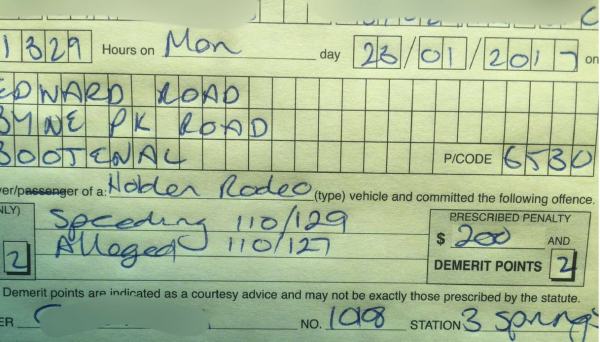 1329 Hours on Mon day 23/01/2017 on
EDWARD ROAD
BYNE PK ROAD
BOOTENAL P/CODE 6530
ver/passenger of a: Holden Rodeo (type) vehicle and committed the following offence.
NLY) Speeding 110/129 PRESCRIBED PENALTY
Alleged 110/127 $ 200 AND
2 DEMERIT POINTS 2
Demerit points are indicated as a courtesy advice and may not be exactly those prescribed by the statute.
ER NO. STATION 3 Springs